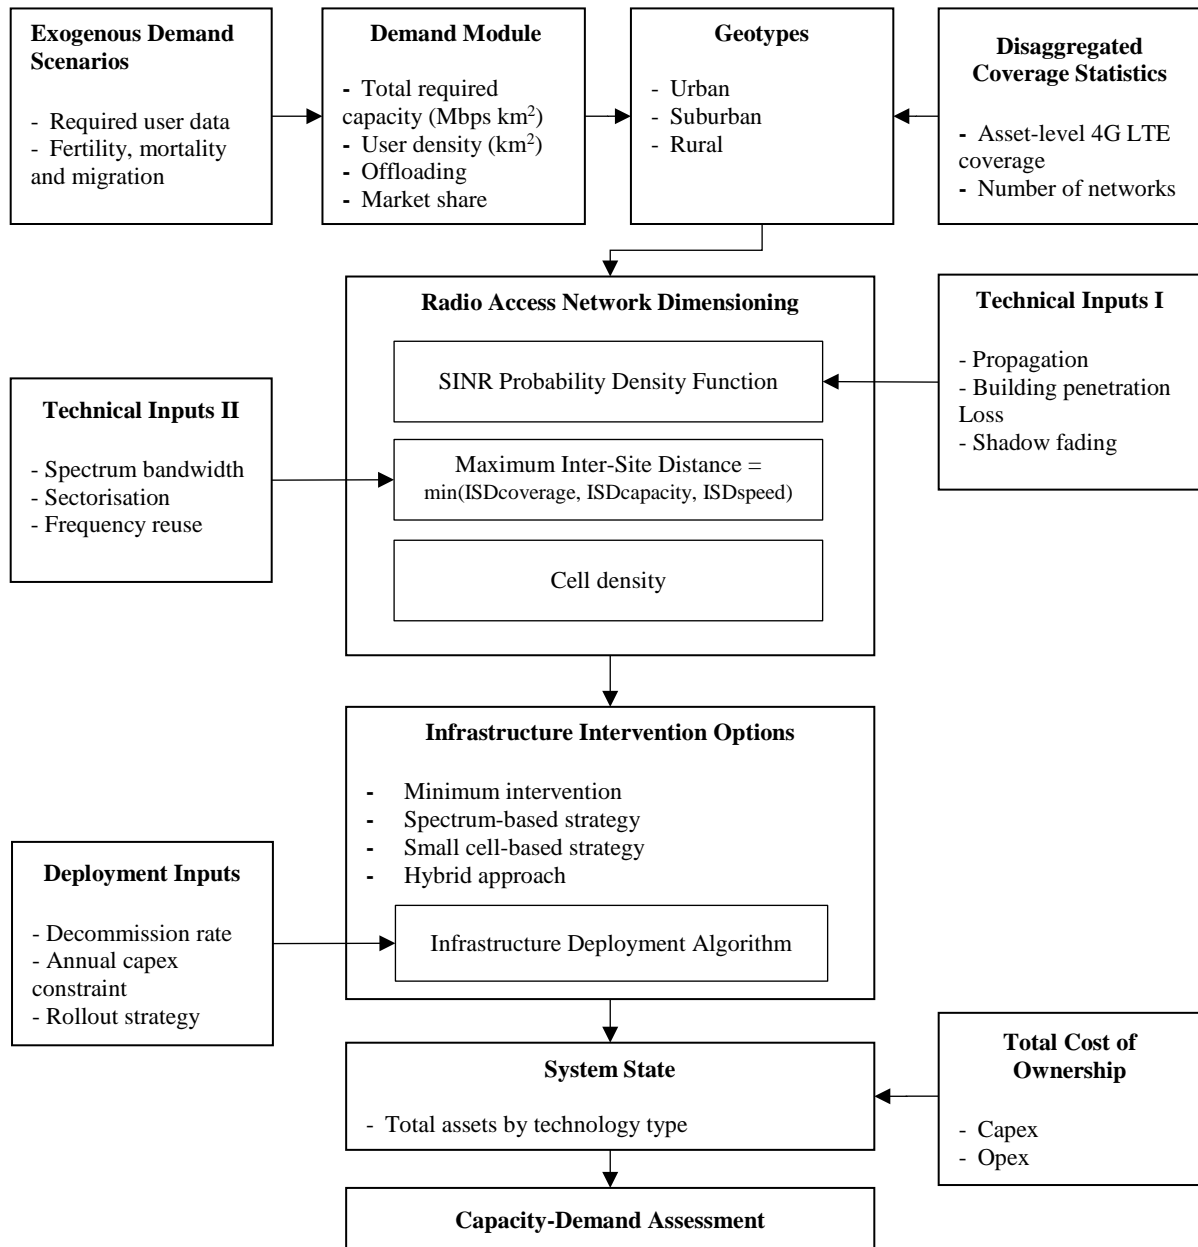 Exogenous Demand
Scenarios
- Required user data
- Fertility, mortality
and migration
Demand Module
- Total required
capacity (Mbps km²)
- User density (km²)
- Offloading
- Market share
Geotypes
- Urban
- Suburban
- Rural
Disaggregated
Coverage Statistics
- Asset-level 4G LTE
coverage
- Number of networks
Radio Access Network Dimensioning
SINR Probability Density Function
Maximum Inter-Site Distance =
min(ISDcoverage, ISDcapacity, ISDspeed)
Cell density
Technical Inputs I
- Propagation
- Building penetration
Loss
- Shadow fading
Technical Inputs II
- Spectrum bandwidth
- Sectorisation
- Frequency reuse
Infrastructure Intervention Options
- Minimum intervention
- Spectrum-based strategy
- Small cell-based strategy
- Hybrid approach
Infrastructure Deployment Algorithm
Deployment Inputs
- Decommission rate
- Annual capex
constraint
- Rollout strategy
System State
- Total assets by technology type
Total Cost of
Ownership
- Capex
- Opex
Capacity-Demand Assessment